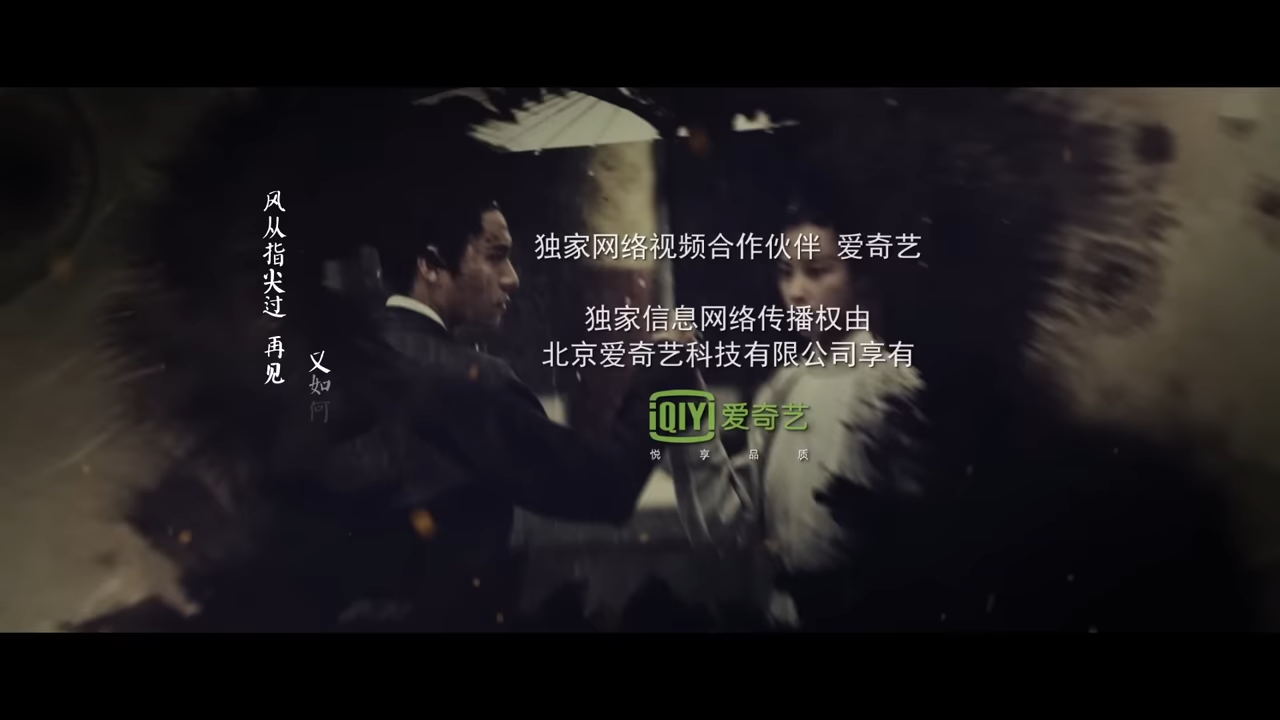 风从指尖过 再见
又如何
独家网络视频合作伙伴 爱奇艺
独家信息网络传播权由
北京爱奇艺科技有限公司享有
iQIY 爱奇艺
悦享品质